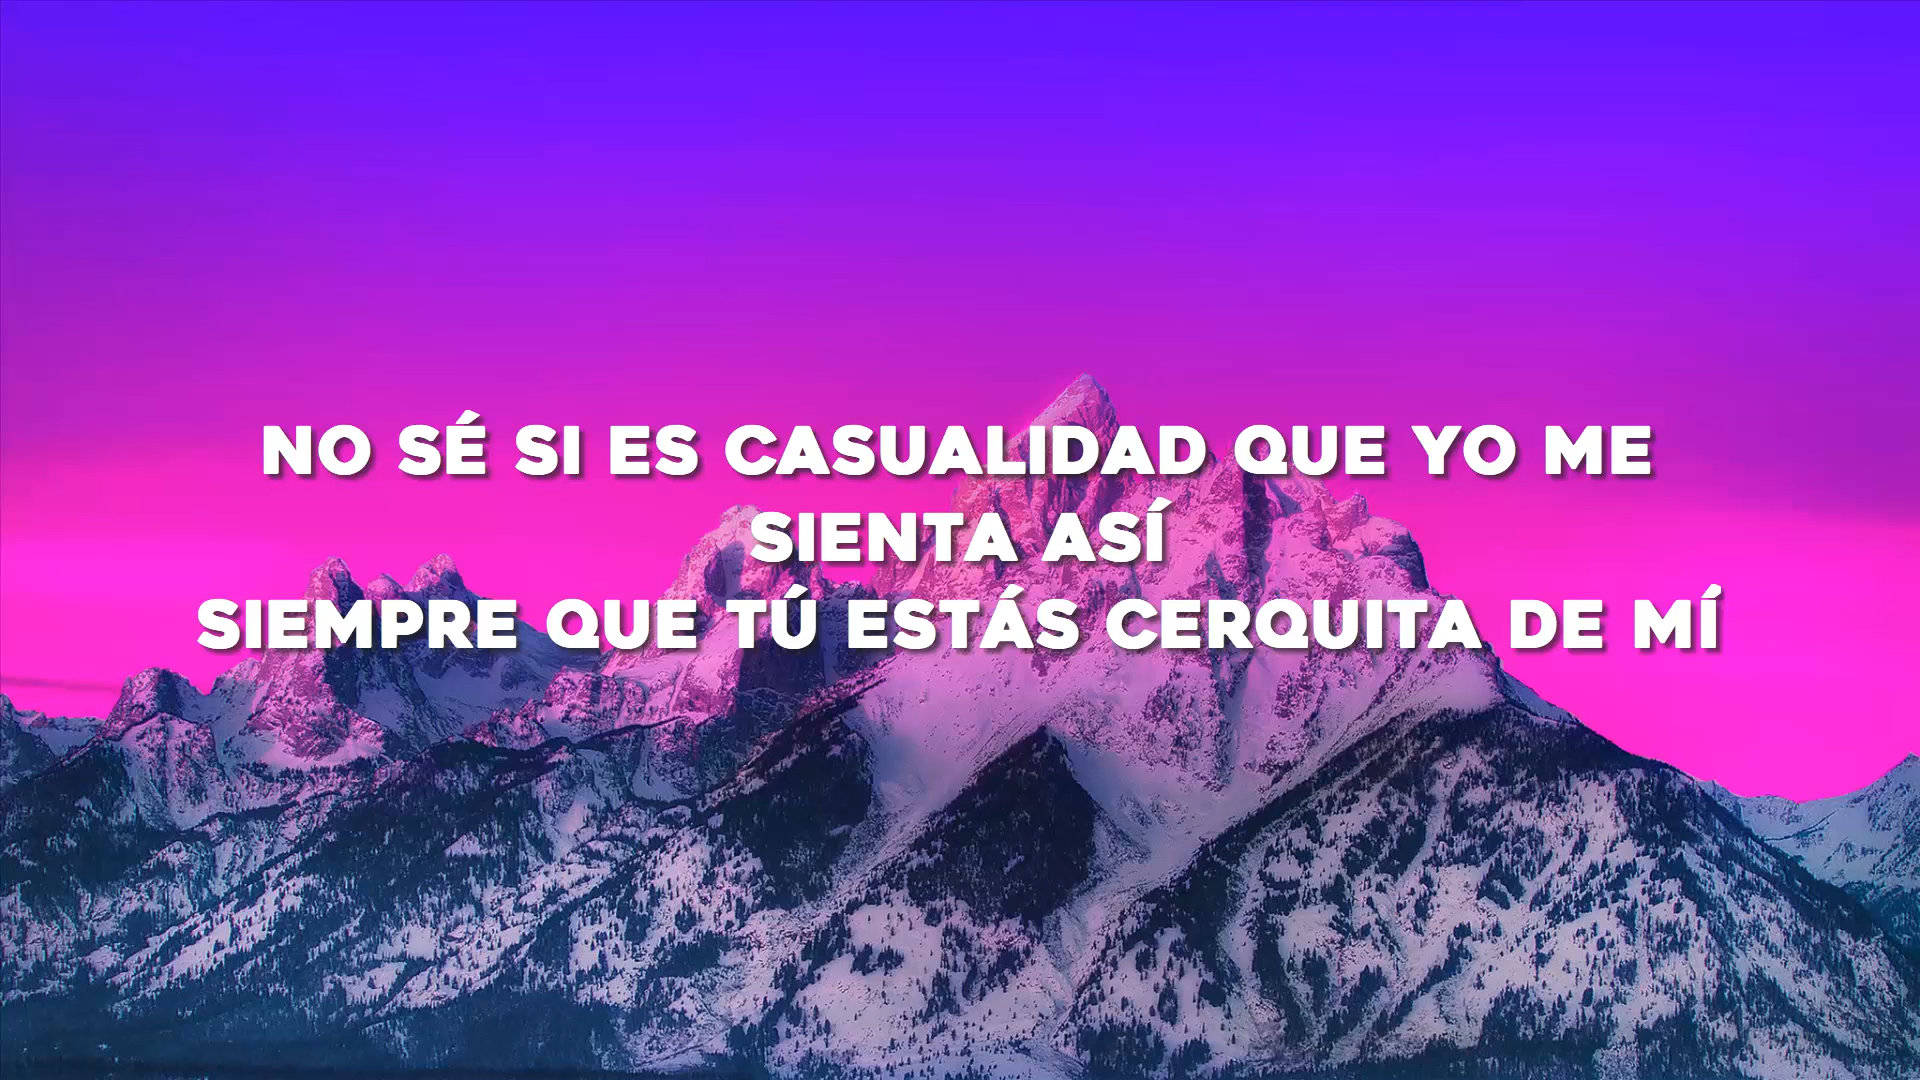 NO SÉ SI ES CASUALIDAD QUE YO ME
SIENTA ASÍ
SIEMPRE QUE TÚ ESTÁS CERQUITA DE MÍ